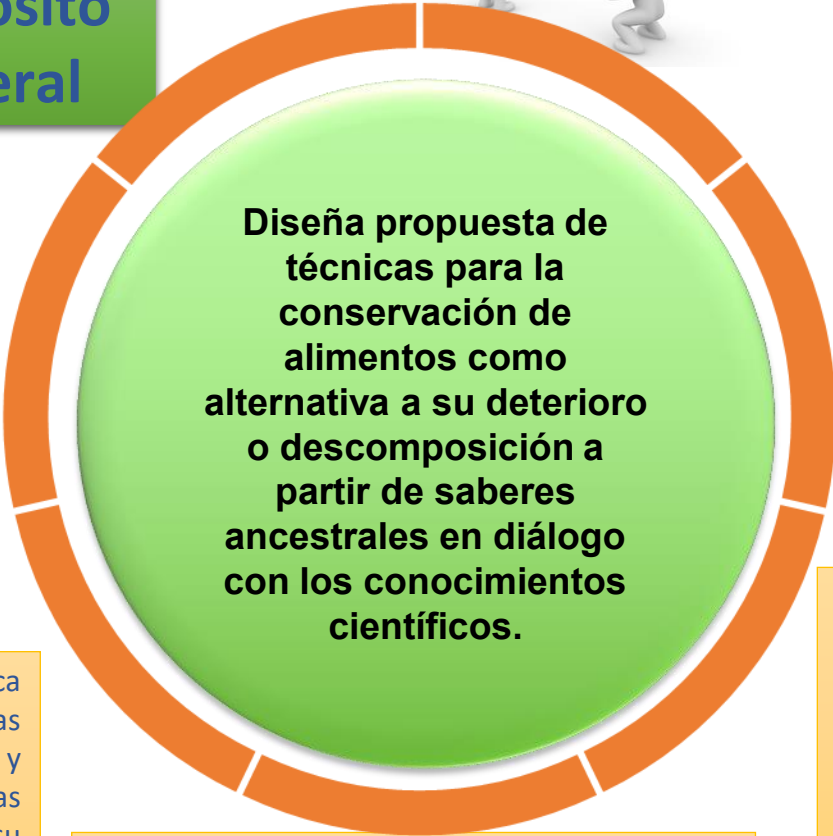 eral
Diseña propuesta de
técnicas para la
conservación de
alimentos como
alternativa a su deterioro
o descomposición a
partir de saberes
ancestrales en diálogo
con los conocimientos
científicos.
ca
as
y
as